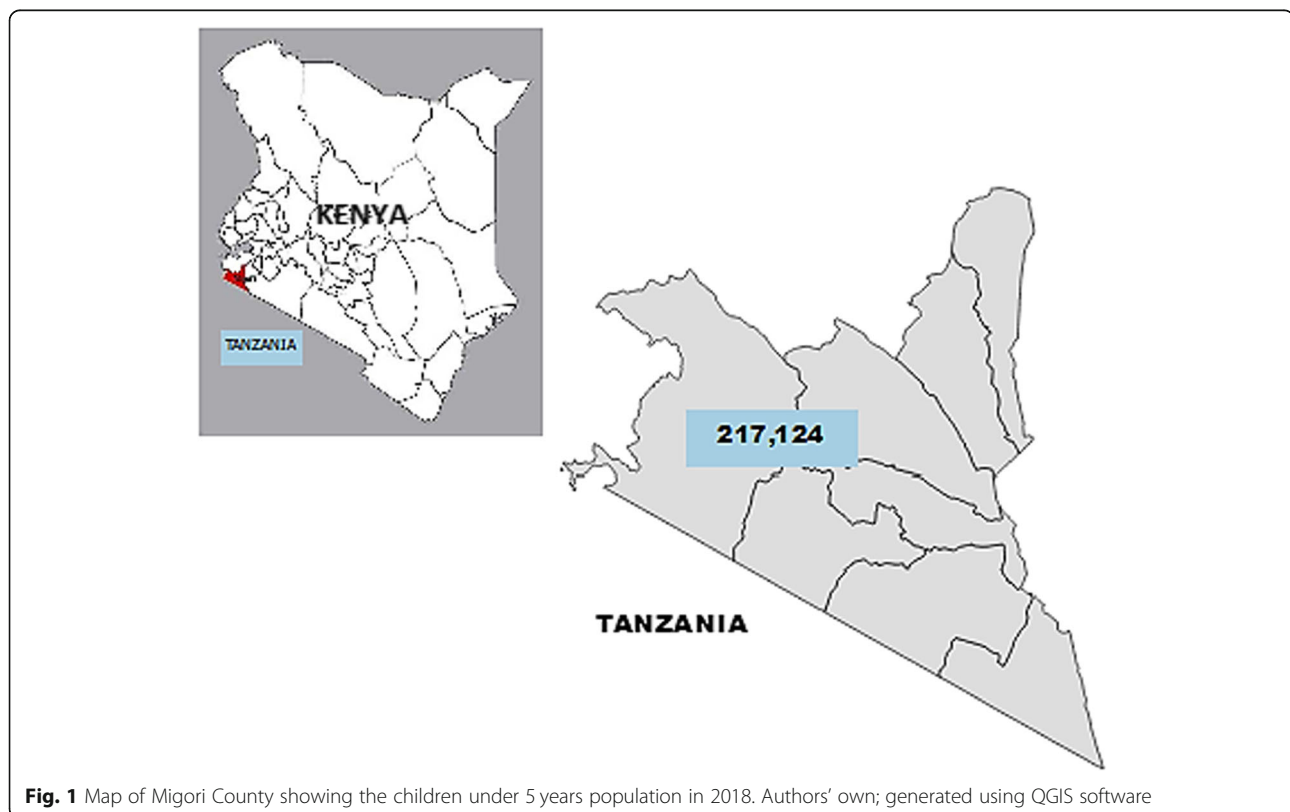 KENYA
TANZANIA
217,124
TANZANIA
Fig. 1 Map of Migori County showing the children under 5 years population in 2018. Authors’ own; generated using QGIS software